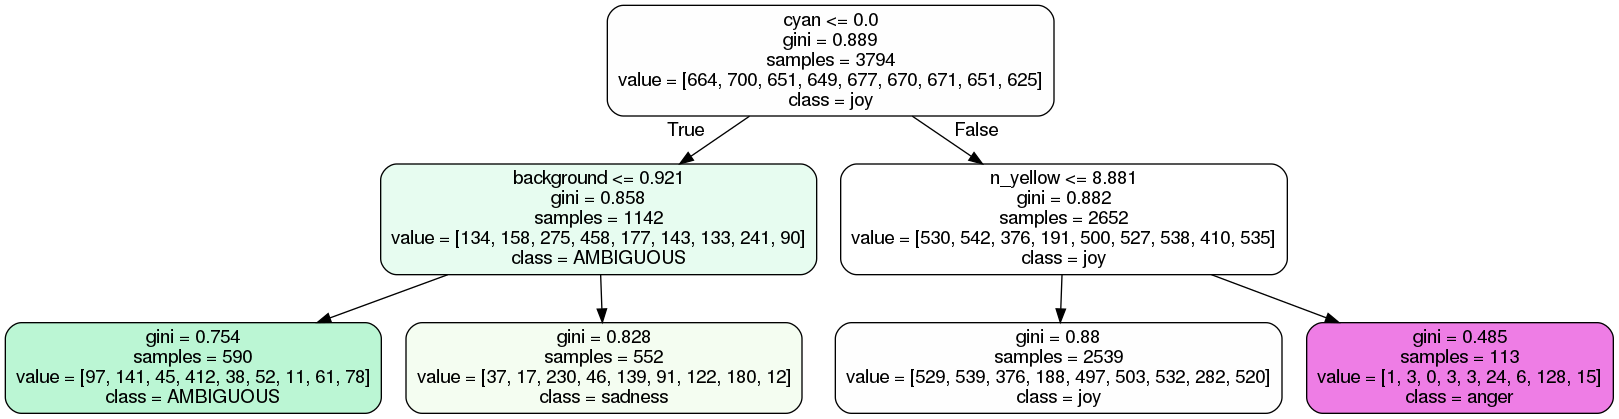 cyan <= 0.0
gini = 0.889
samples = 3794
value = [664, 700, 651, 649, 677, 670, 671, 651, 625]
class = joy
True
False
background <= 0.921
gini = 0.858
samples = 1142
value = [134, 158, 275, 458, 177, 143, 133, 241, 90]
class = AMBIGUOUS
n_yellow <= 8.881
gini = 0.882
samples = 2652
value = [530, 542, 376, 191, 500, 527, 538, 410, 535]
class = joy
gini = 0.754
samples = 590
value = [97, 141, 45, 412, 38, 52, 11, 61, 78]
class = AMBIGUOUS
gini = 0.828
samples = 552
value = [37, 17, 230, 46, 139, 91, 122, 180, 12]
class = sadness
gini = 0.88
samples = 2539
value = [529, 539, 376, 188, 497, 503, 532, 282, 520]
class = joy
gini = 0.485
samples = 113
value = [1, 3, 0, 3, 3, 24, 6, 128, 15]
class = anger